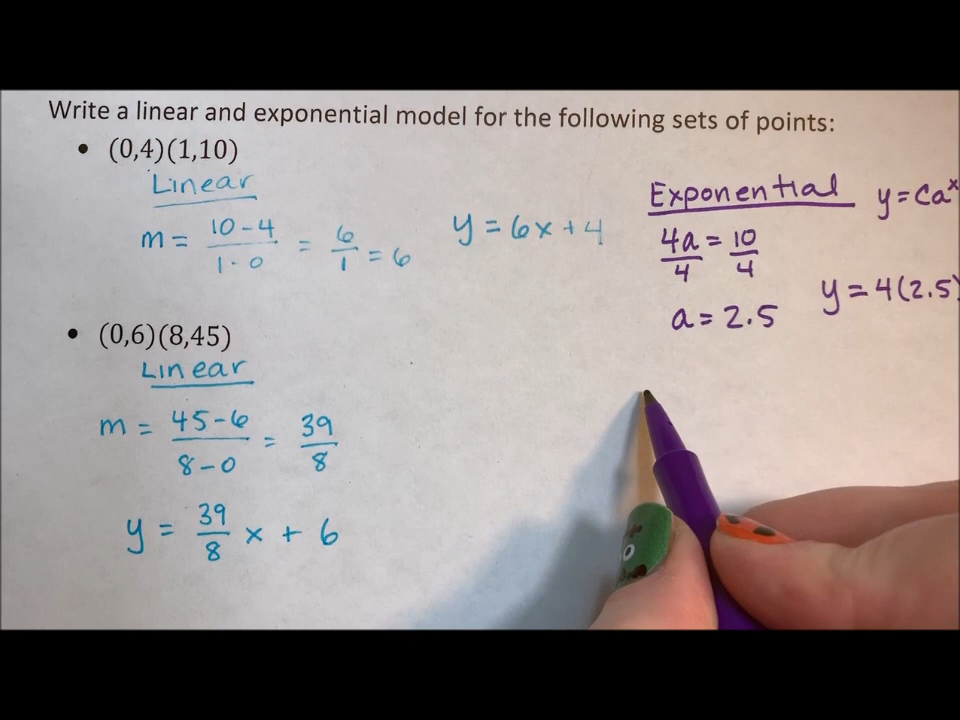 Write a linear and exponential model for the following sets of points:
• (0,4)(1,10)
Linear
m = 10-4 / 1-0 = 6/1 = 6
y = 6x + 4
Exponential
y = Ca^x
4a/4 = 10/4
a = 2.5
y = 4(2.5)
• (0,6)(8,45)
Linear
m = 45-6 / 8-0 = 39/8
y = 39/8 x + 6